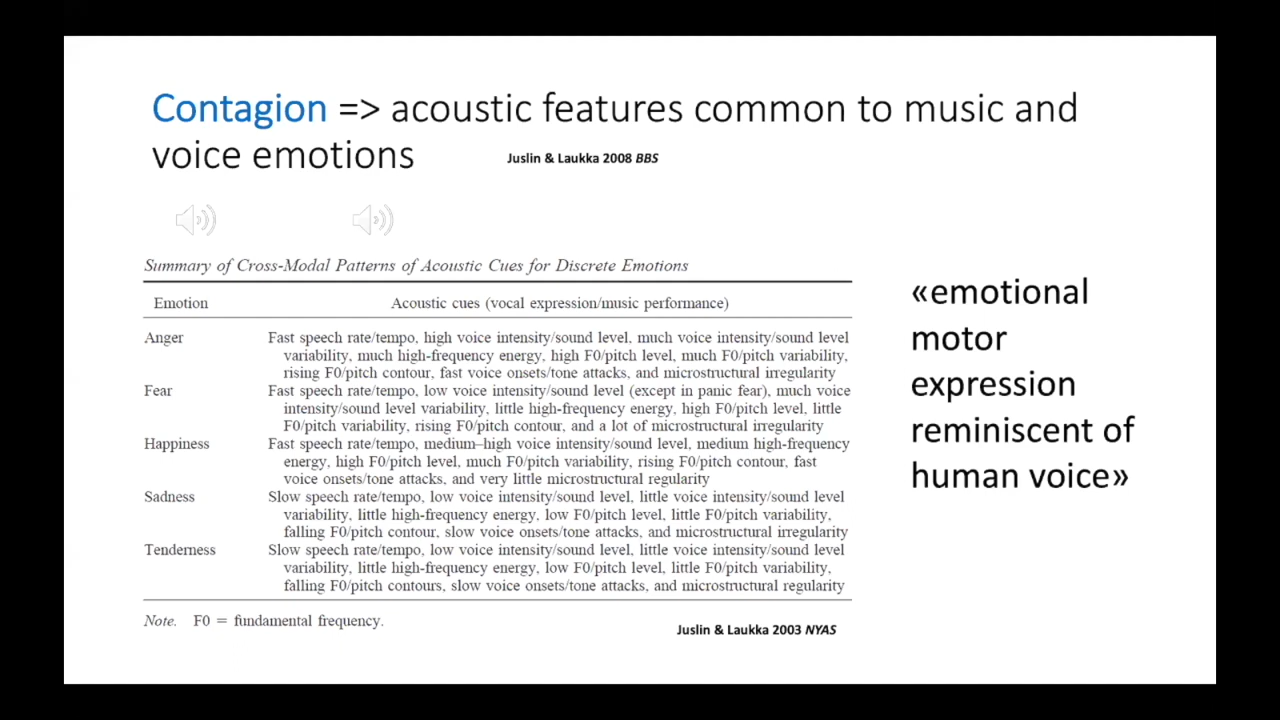 Contagion => acoustic features common to music and
voice emotions
Juslin & Laukka 2008 BBS
Summary of Cross-Modal Patterns of Acoustic Cues for Discrete Emotions
Emotion Acoustic cues (vocal expression/music performance)
Anger Fast speech rate/tempo, high voice intensity/sound level, much voice intensity/sound level
variability, much high-frequency energy, high F0/pitch level, much F0/pitch variability,
rising F0/pitch contour, fast voice onsets/tone attacks, and microstructural irregularity
Fear Fast speech rate/tempo, low voice intensity/sound level (except in panic fear), much voice
intensity/sound level variability, little high-frequency energy, high F0/pitch level, little
F0/pitch variability, rising F0/pitch contour, and a lot of microstructural irregularity
Happiness Fast speech rate/tempo, medium–high voice intensity/sound level, medium high-frequency
energy, high F0/pitch level, much F0/pitch variability, rising F0/pitch contour, fast
voice onsets/tone attacks, and very little microstructural regularity
Sadness Slow speech rate/tempo, low voice intensity/sound level, little voice intensity/sound level
variability, little high-frequency energy, low F0/pitch level, little F0/pitch variability,
falling F0/pitch contour, slow voice onsets/tone attacks, and microstructural irregularity
Tenderness Slow speech rate/tempo, low voice intensity/sound level, little voice intensity/sound level
variability, little high-frequency energy, low F0/pitch level, little F0/pitch variability,
falling F0/pitch contours, slow voice onsets/tone attacks, and microstructural regularity
Note. F0 = fundamental frequency.
Juslin & Laukka 2003 NYAS
«emotional
motor
expression
reminiscent of
human voice»